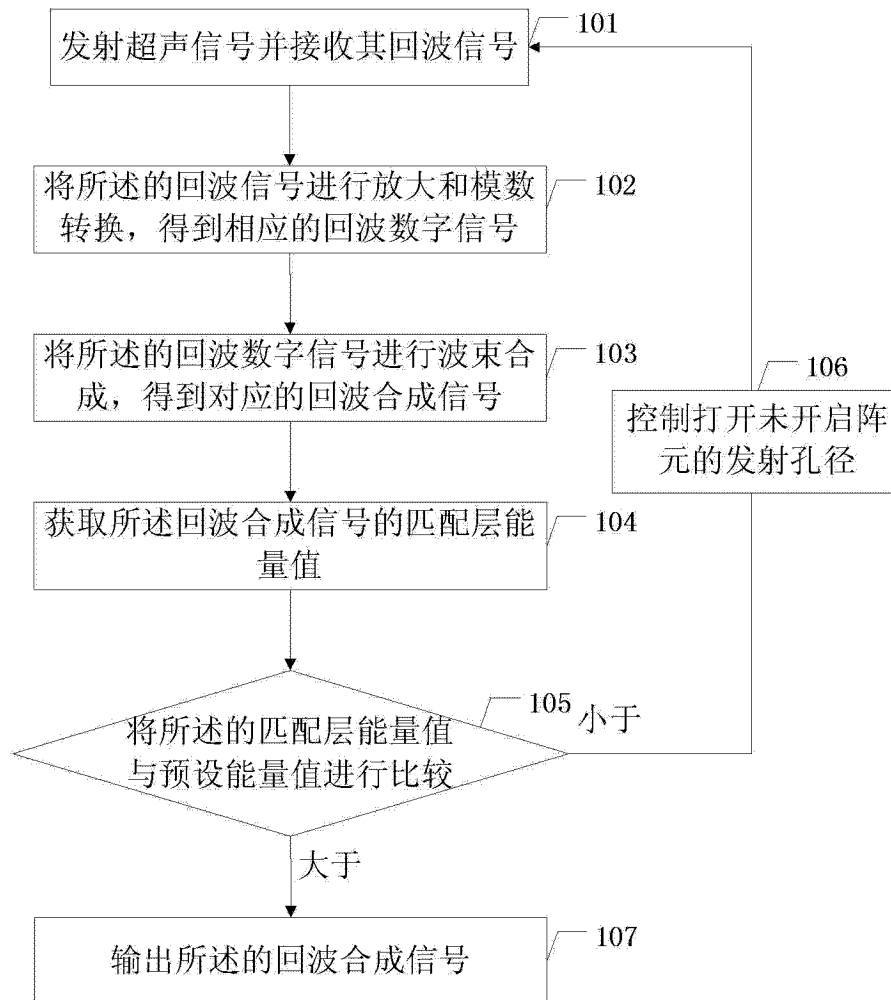 发射超声信号并接收其回波信号
101
将所述的回波信号进行放大和模数
转换，得到相应的回波数字信号
102
将所述的回波数字信号进行波束合
成，得到对应的回波合成信号
103
106
控制打开未开启阵
元的发射孔径
获取所述回波合成信号的匹配层能
量值
104
将所述的匹配层能量值
与预设能量值进行比较
105
小于
大于
输出所述的回波合成信号
107